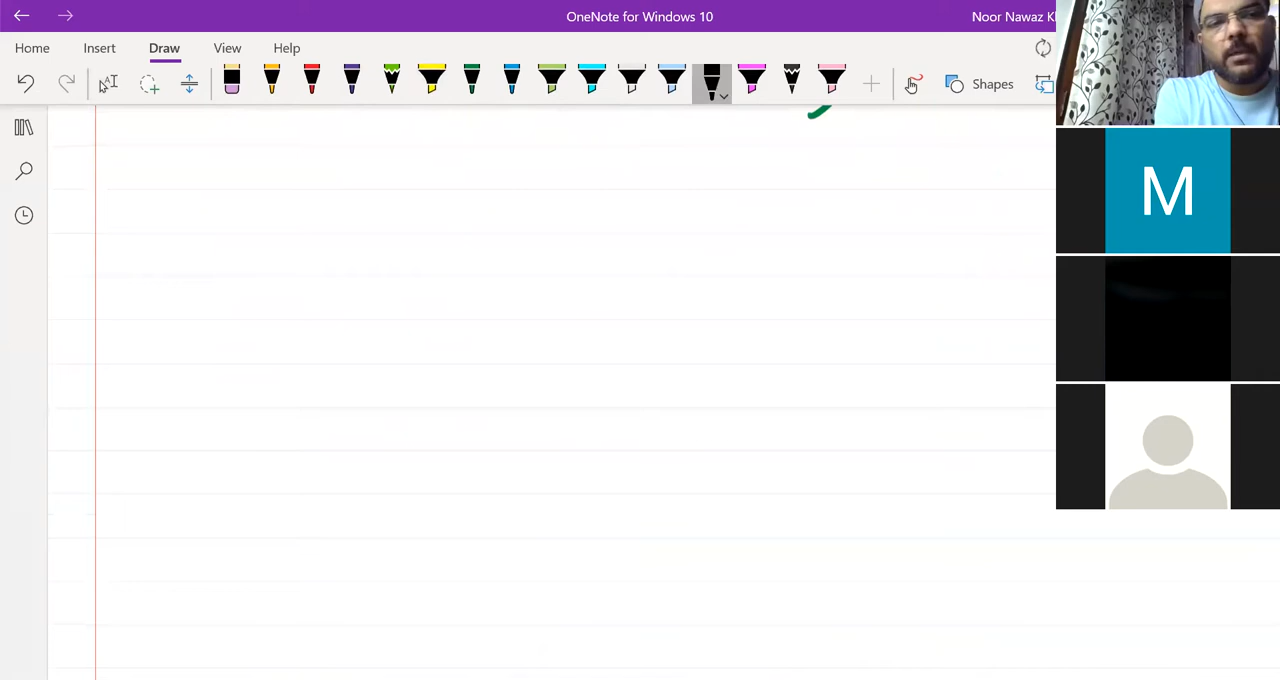 OneNote for Windows 10
Noor Nawaz
Home Insert Draw View Help
Shapes
M